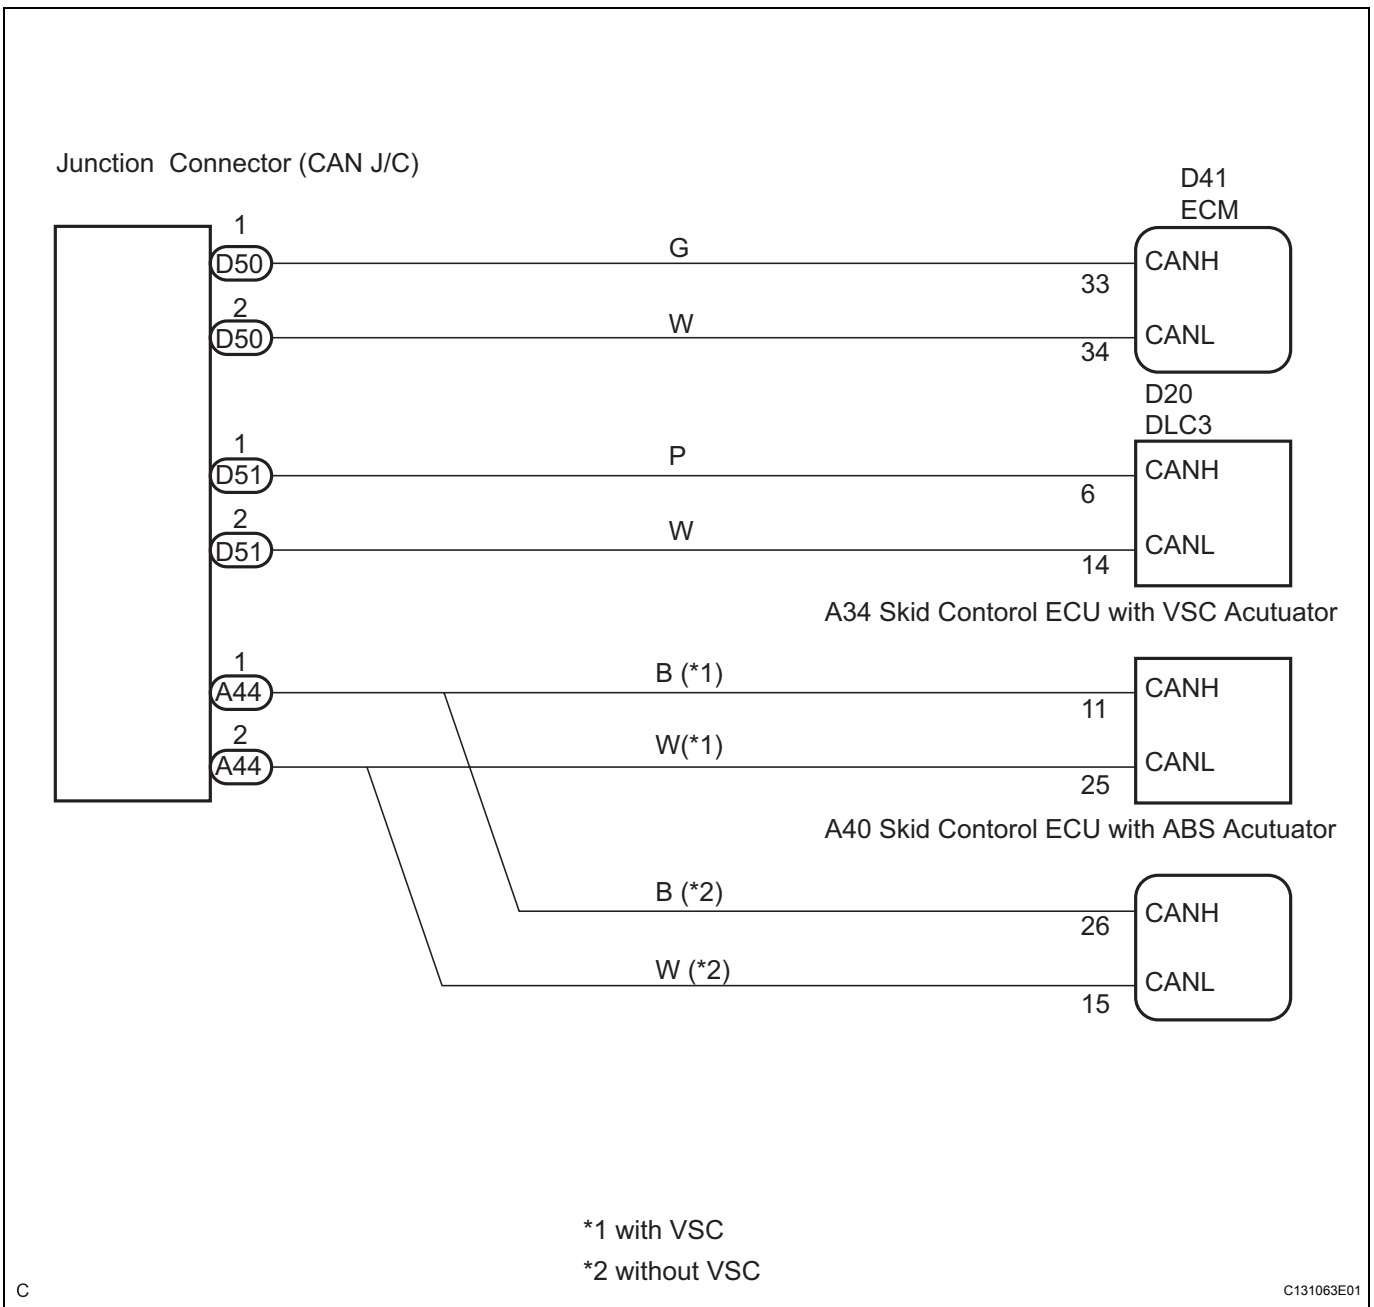 Junction Connector (CAN J/C)
D41
ECM
1
D50
G
33
CANH
2
D50
W
34
CANL
D20
DLC3
1
D51
P
6
CANH
2
D51
W
14
CANL
A34 Skid Contorol ECU with VSC Acutuator
1
A44
B (*1)
11
CANH
2
A44
W(*1)
25
CANL
A40 Skid Contorol ECU with ABS Acutuator
B (*2)
26
CANH
W (*2)
15
CANL
*1 with VSC
*2 without VSC
C
C131063E01